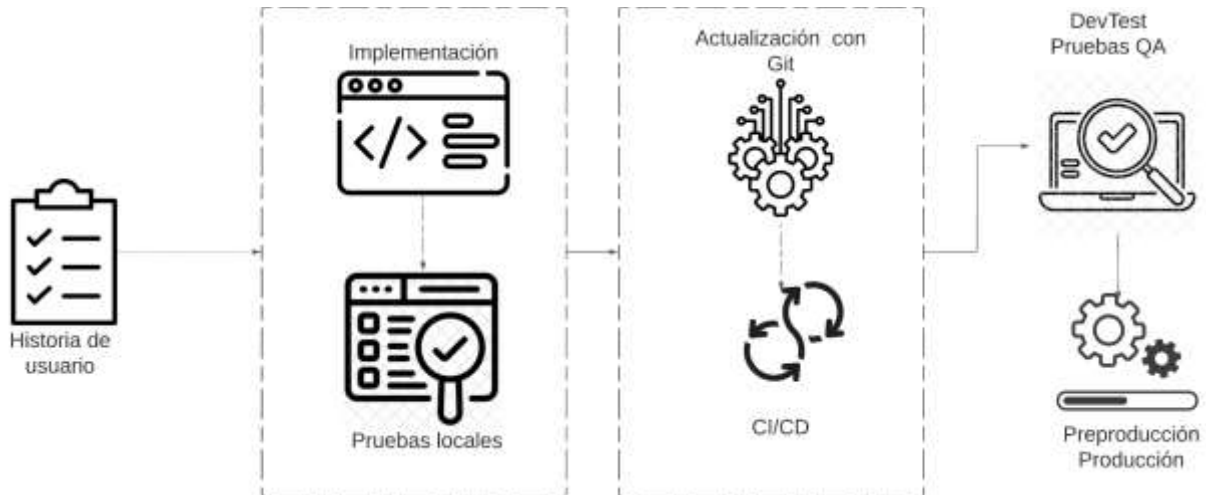 Historia de
usuario
Implementación
Pruebas locales
Actualización con
Git
CI/CD
DevTest
Pruebas QA
Preproducción
Producción